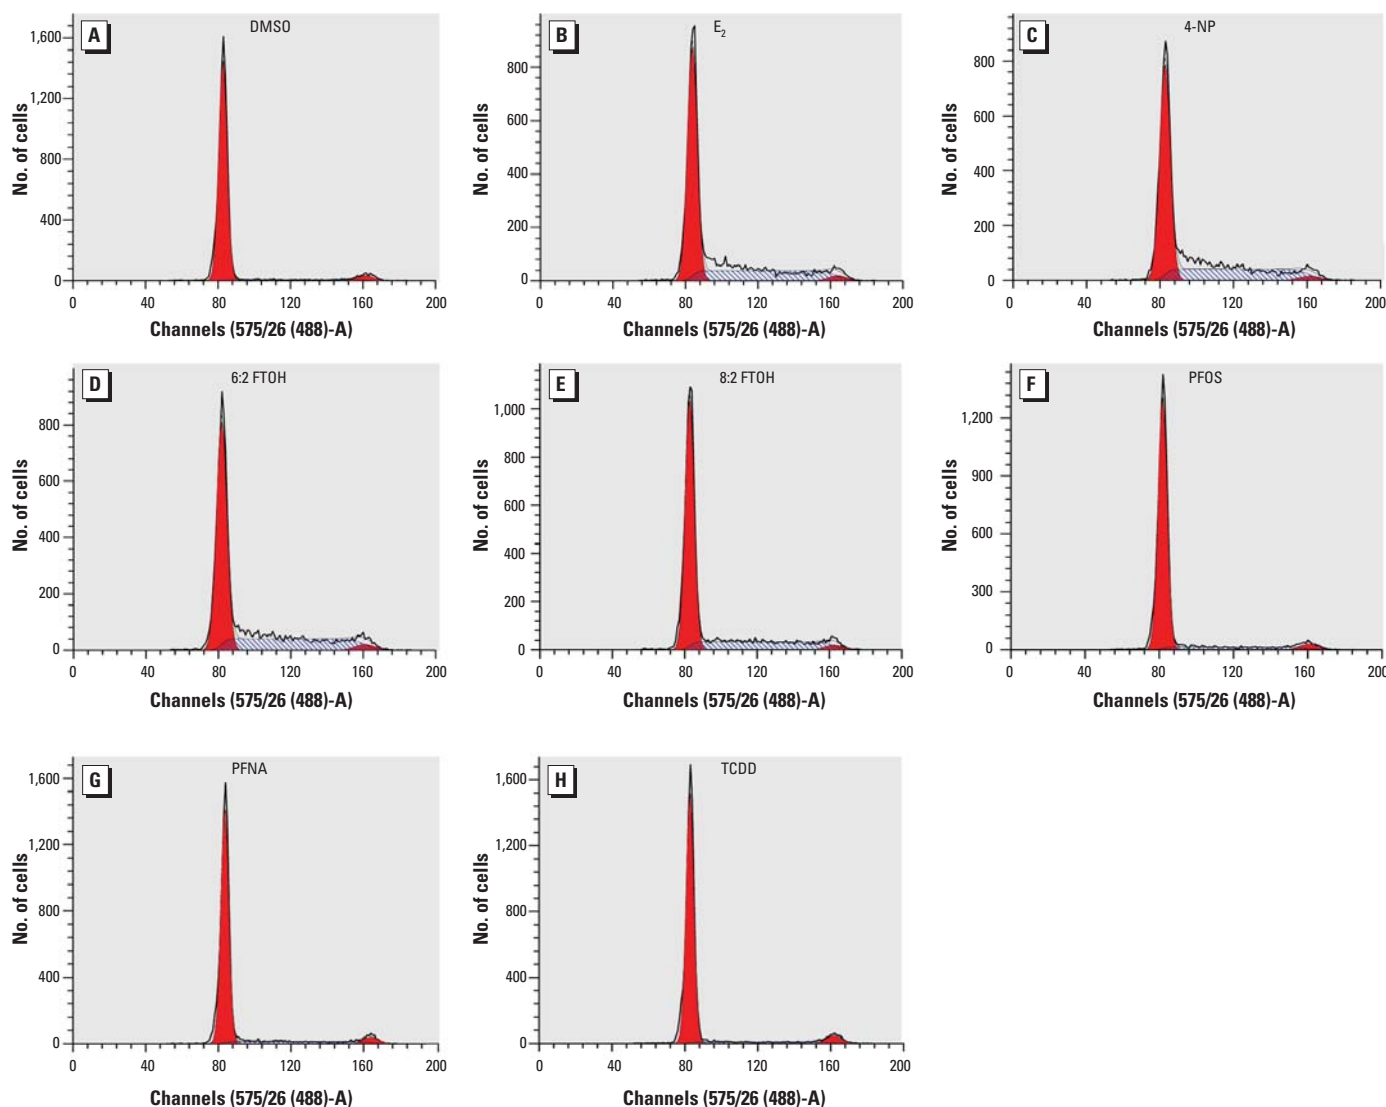 A
DMSO
No. of cells
1,600
1,200
800
400
0
0 40 80 120 160 200
Channels (575/26 (488)-A)
B
E₂
No. of cells
800
600
400
200
0
0 40 80 120 160 200
Channels (575/26 (488)-A)
C
4-NP
No. of cells
800
600
400
200
0
0 40 80 120 160 200
Channels (575/26 (488)-A)
D
6:2 FTOH
No. of cells
800
600
400
200
0
0 40 80 120 160 200
Channels (575/26 (488)-A)
E
8:2 FTOH
No. of cells
1,000
800
600
400
200
0
0 40 80 120 160 200
Channels (575/26 (488)-A)
F
PFOS
No. of cells
1,200
900
600
300
0
0 40 80 120 160 200
Channels (575/26 (488)-A)
G
PFNA
No. of cells
1,600
1,200
800
400
0
0 40 80 120 160 200
Channels (575/26 (488)-A)
H
TCDD
No. of cells
1,600
1,200
800
400
0
0 40 80 120 160 200
Channels (575/26 (488)-A)